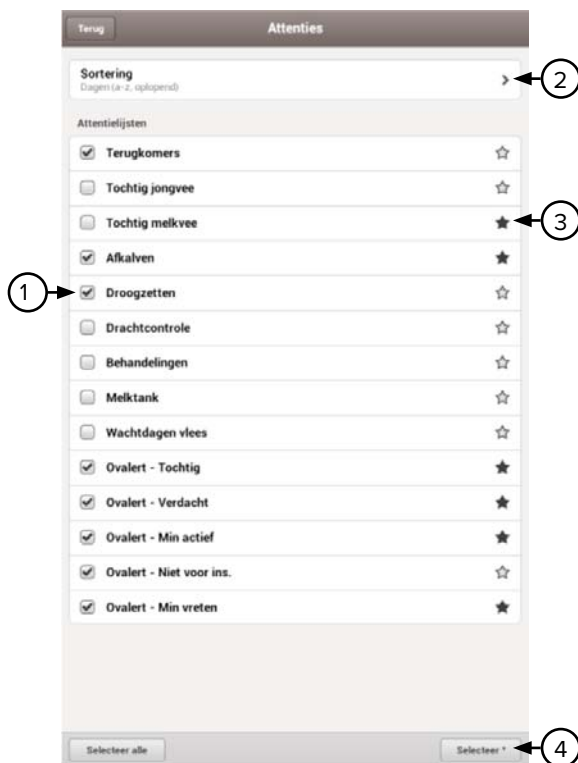 Terug
Attenties
Sortering
Dagen (a-z, oplopend)
2
Attentielijsten
Terugkomers
Tochtig jongvee
Tochtig melkvee
3
Afkalven
1
Droogzetten
Drachtcontrole
Behandelingen
Melktank
Wachtdagen vlees
Ovalert - Tochtig
Ovalert - Verdacht
Ovalert - Min actief
Ovalert - Niet voor ins.
Ovalert - Min vreten
Selecteer alle
Selecteer *
4